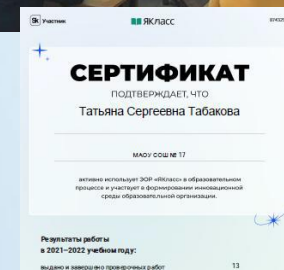 Sk Участник
ЯКласс
СЕРТИФИКАТ
ПОДТВЕРЖДАЕТ, ЧТО
Татьяна Сергеевна Табакова
МАОУ СОШ № 17
активно использует ЭОР «ЯКласс» в образовательном
процессе и участвует в формировании инновационной
среды образовательной организации.
Результаты работы
в 2021–2022 учебном году:
выдано и завершено проверочных работ 13